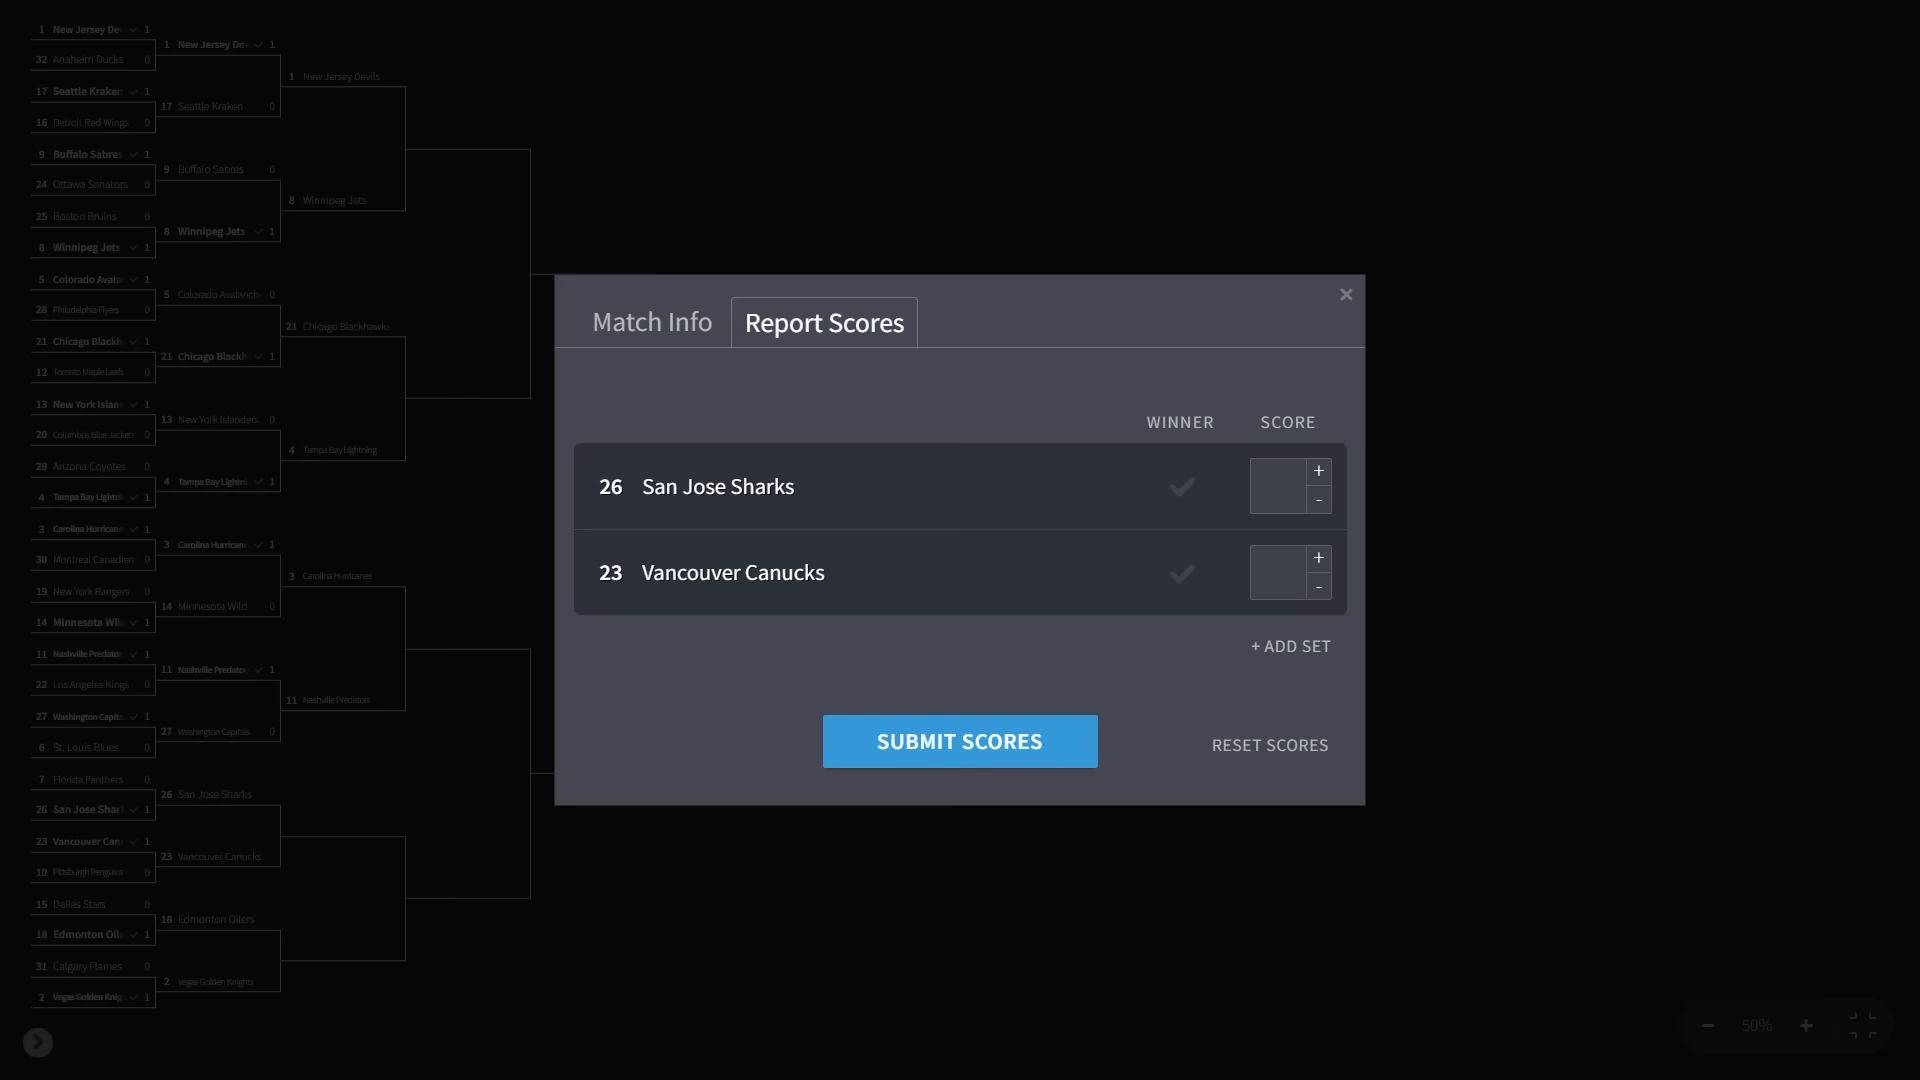 1 New Jersey De 1
32 Anaheim Ducks 0
17 Seattle Kraken 1
16 Detroit Red Wings 0
9 Buffalo Sabres 1
24 Ottawa Senators 0
25 Boston Bruins 0
8 Winnipeg Jets 1
5 Colorado Avala 1
28 Philadelphia Flyers 0
21 Chicago Blackh 1
12 Toronto Maple Leafs 0
13 New York Islan 1
20 Columbus Blue Jackets 0
29 Arizona Coyotes 0
4 Tampa Bay Lightni 1
3 Carolina Hurrican 1
30 Montreal Canadien 0
19 New York Rangers 0
14 Minnesota Wil 1
11 Nashville Predato 1
22 Los Angeles Kings 0
27 Washington Capit 1
6 St. Louis Blues 0
7 Florida Panthers 0
26 San Jose Shar 1
23 Vancouver Can 1
10 Pittsburgh Penguins 0
15 Dallas Stars 0
18 Edmonton Oil 1
31 Calgary Flames 0
2 Vegas Golden Knig 1
1 New Jersey De 1
17 Seattle Kraken 0
9 Buffalo Sabres 0
8 Winnipeg Jets 1
5 Colorado Avalanch 0
21 Chicago Blackh 1
13 New York Islanders 0
4 Tampa Bay Lightni 1
3 Carolina Hurrican 1
14 Minnesota Wild 0
11 Nashville Predato 1
27 Washington Capitals 0
26 San Jose Sharks
23 Vancouver Canucks
18 Edmonton Oilers
2 Vegas Golden Knights
1 New Jersey Devils
8 Winnipeg Jets
21 Chicago Blackhawks
4 Tampa Bay Lightning
3 Carolina Hurricanes
11 Nashville Predators
×
Match Info Report Scores
WINNER SCORE
26 San Jose Sharks + -
23 Vancouver Canucks + -
+ ADD SET
SUBMIT SCORES RESET SCORES
− 50% +